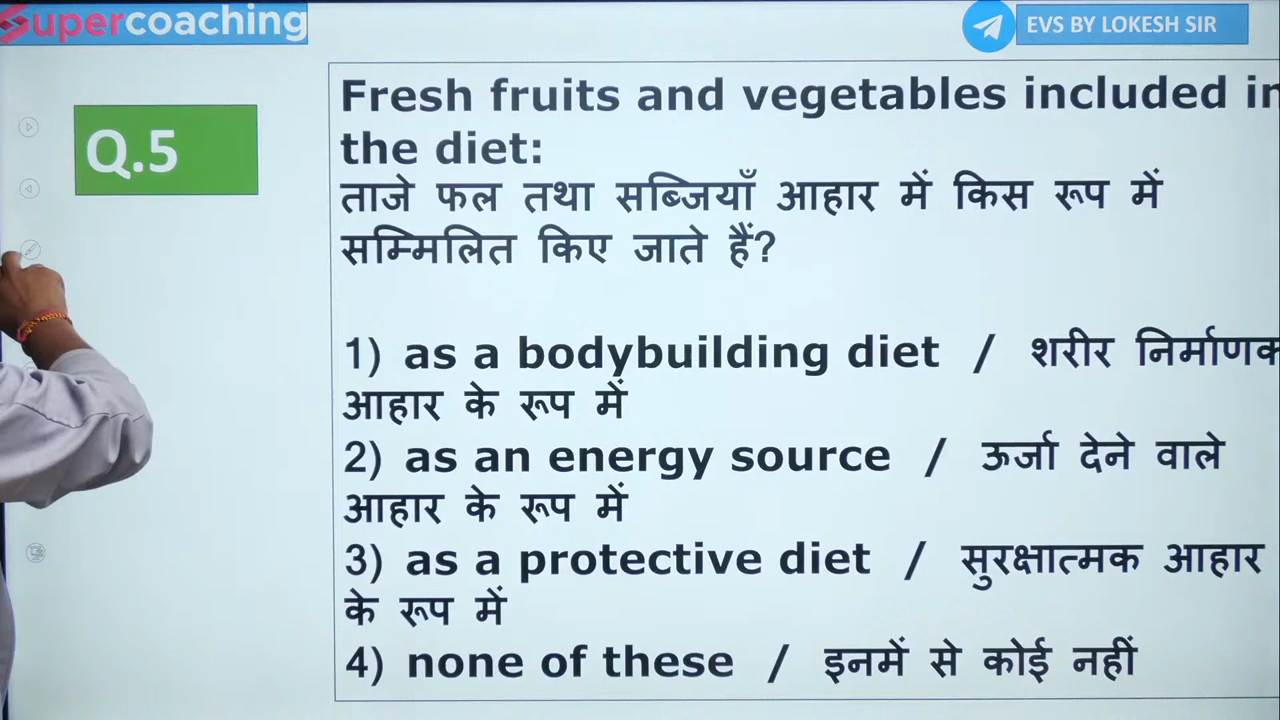 Supercoaching
EVS BY LOKESH SIR
Q.5
Fresh fruits and vegetables included in
the diet:
ताजे फल तथा सब्जियाँ आहार में किस रूप में
सम्मिलित किए जाते हैं?
1) as a bodybuilding diet / शरीर निर्माणक
आहार के रूप में
2) as an energy source / ऊर्जा देने वाले
आहार के रूप में
3) as a protective diet / सुरक्षात्मक आहार
के रूप में
4) none of these / इनमें से कोई नहीं